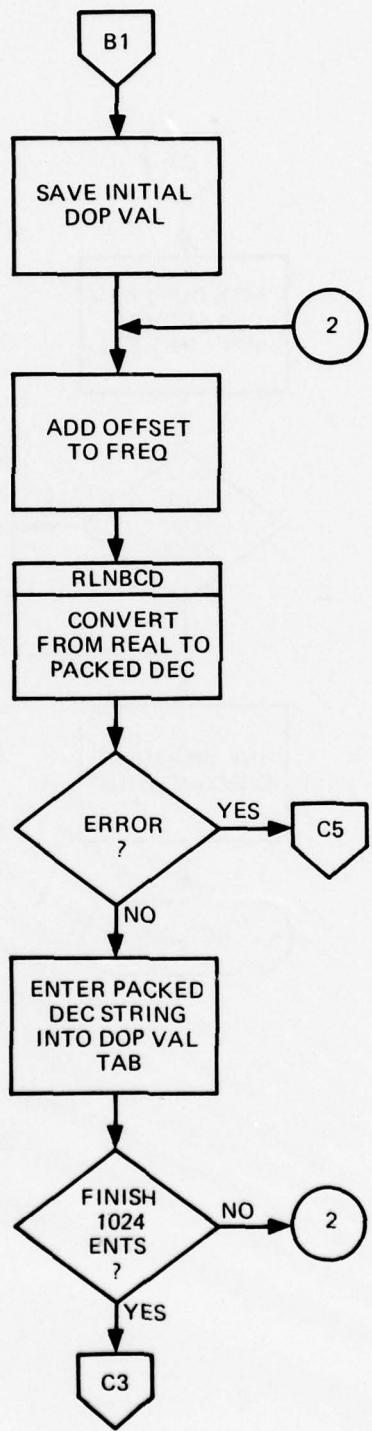 B1
SAVE INITIAL
DOP VAL
2
ADD OFFSET
TO FREQ
RLNBCD
CONVERT
FROM REAL TO
PACKED DEC
ERROR
?
YES
C5
NO
ENTER PACKED
DEC STRING
INTO DOP VAL
TAB
FINISH
1024
ENTS
?
NO
2
YES
C3